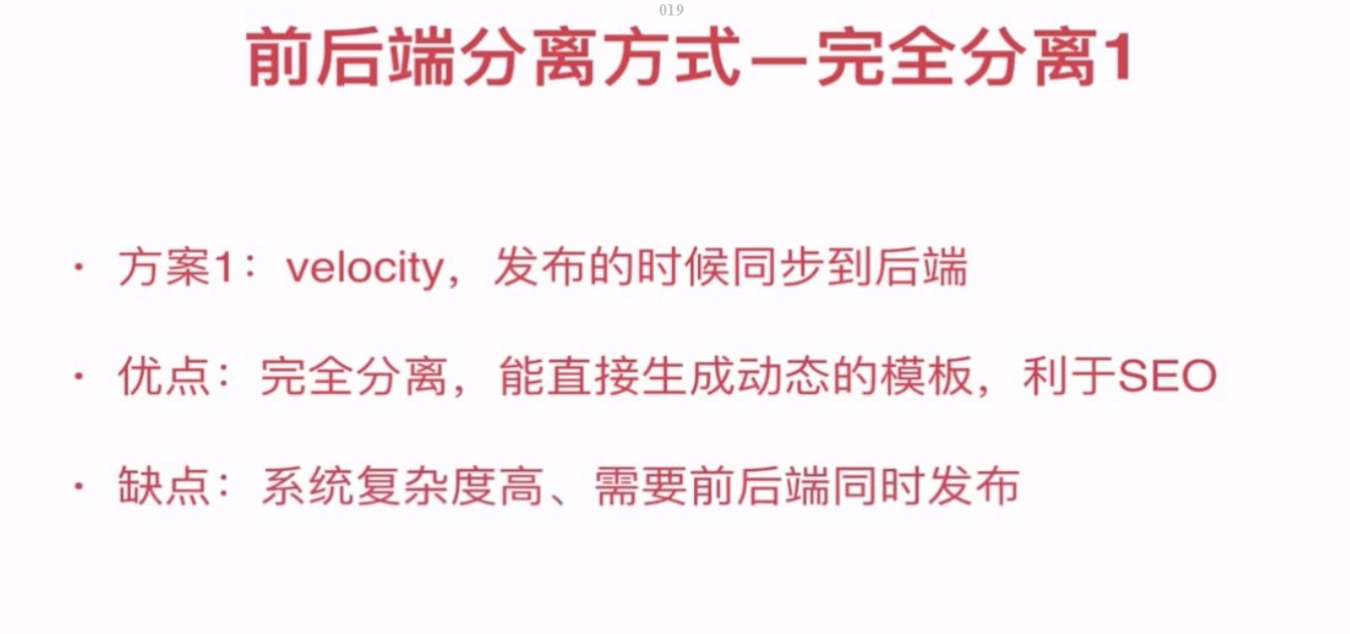 019
前后端分离方式—完全分离1
· 方案1：velocity，发布的时候同步到后端
· 优点：完全分离，能直接生成动态的模板，利于SEO
· 缺点：系统复杂度高、需要前后端同时发布